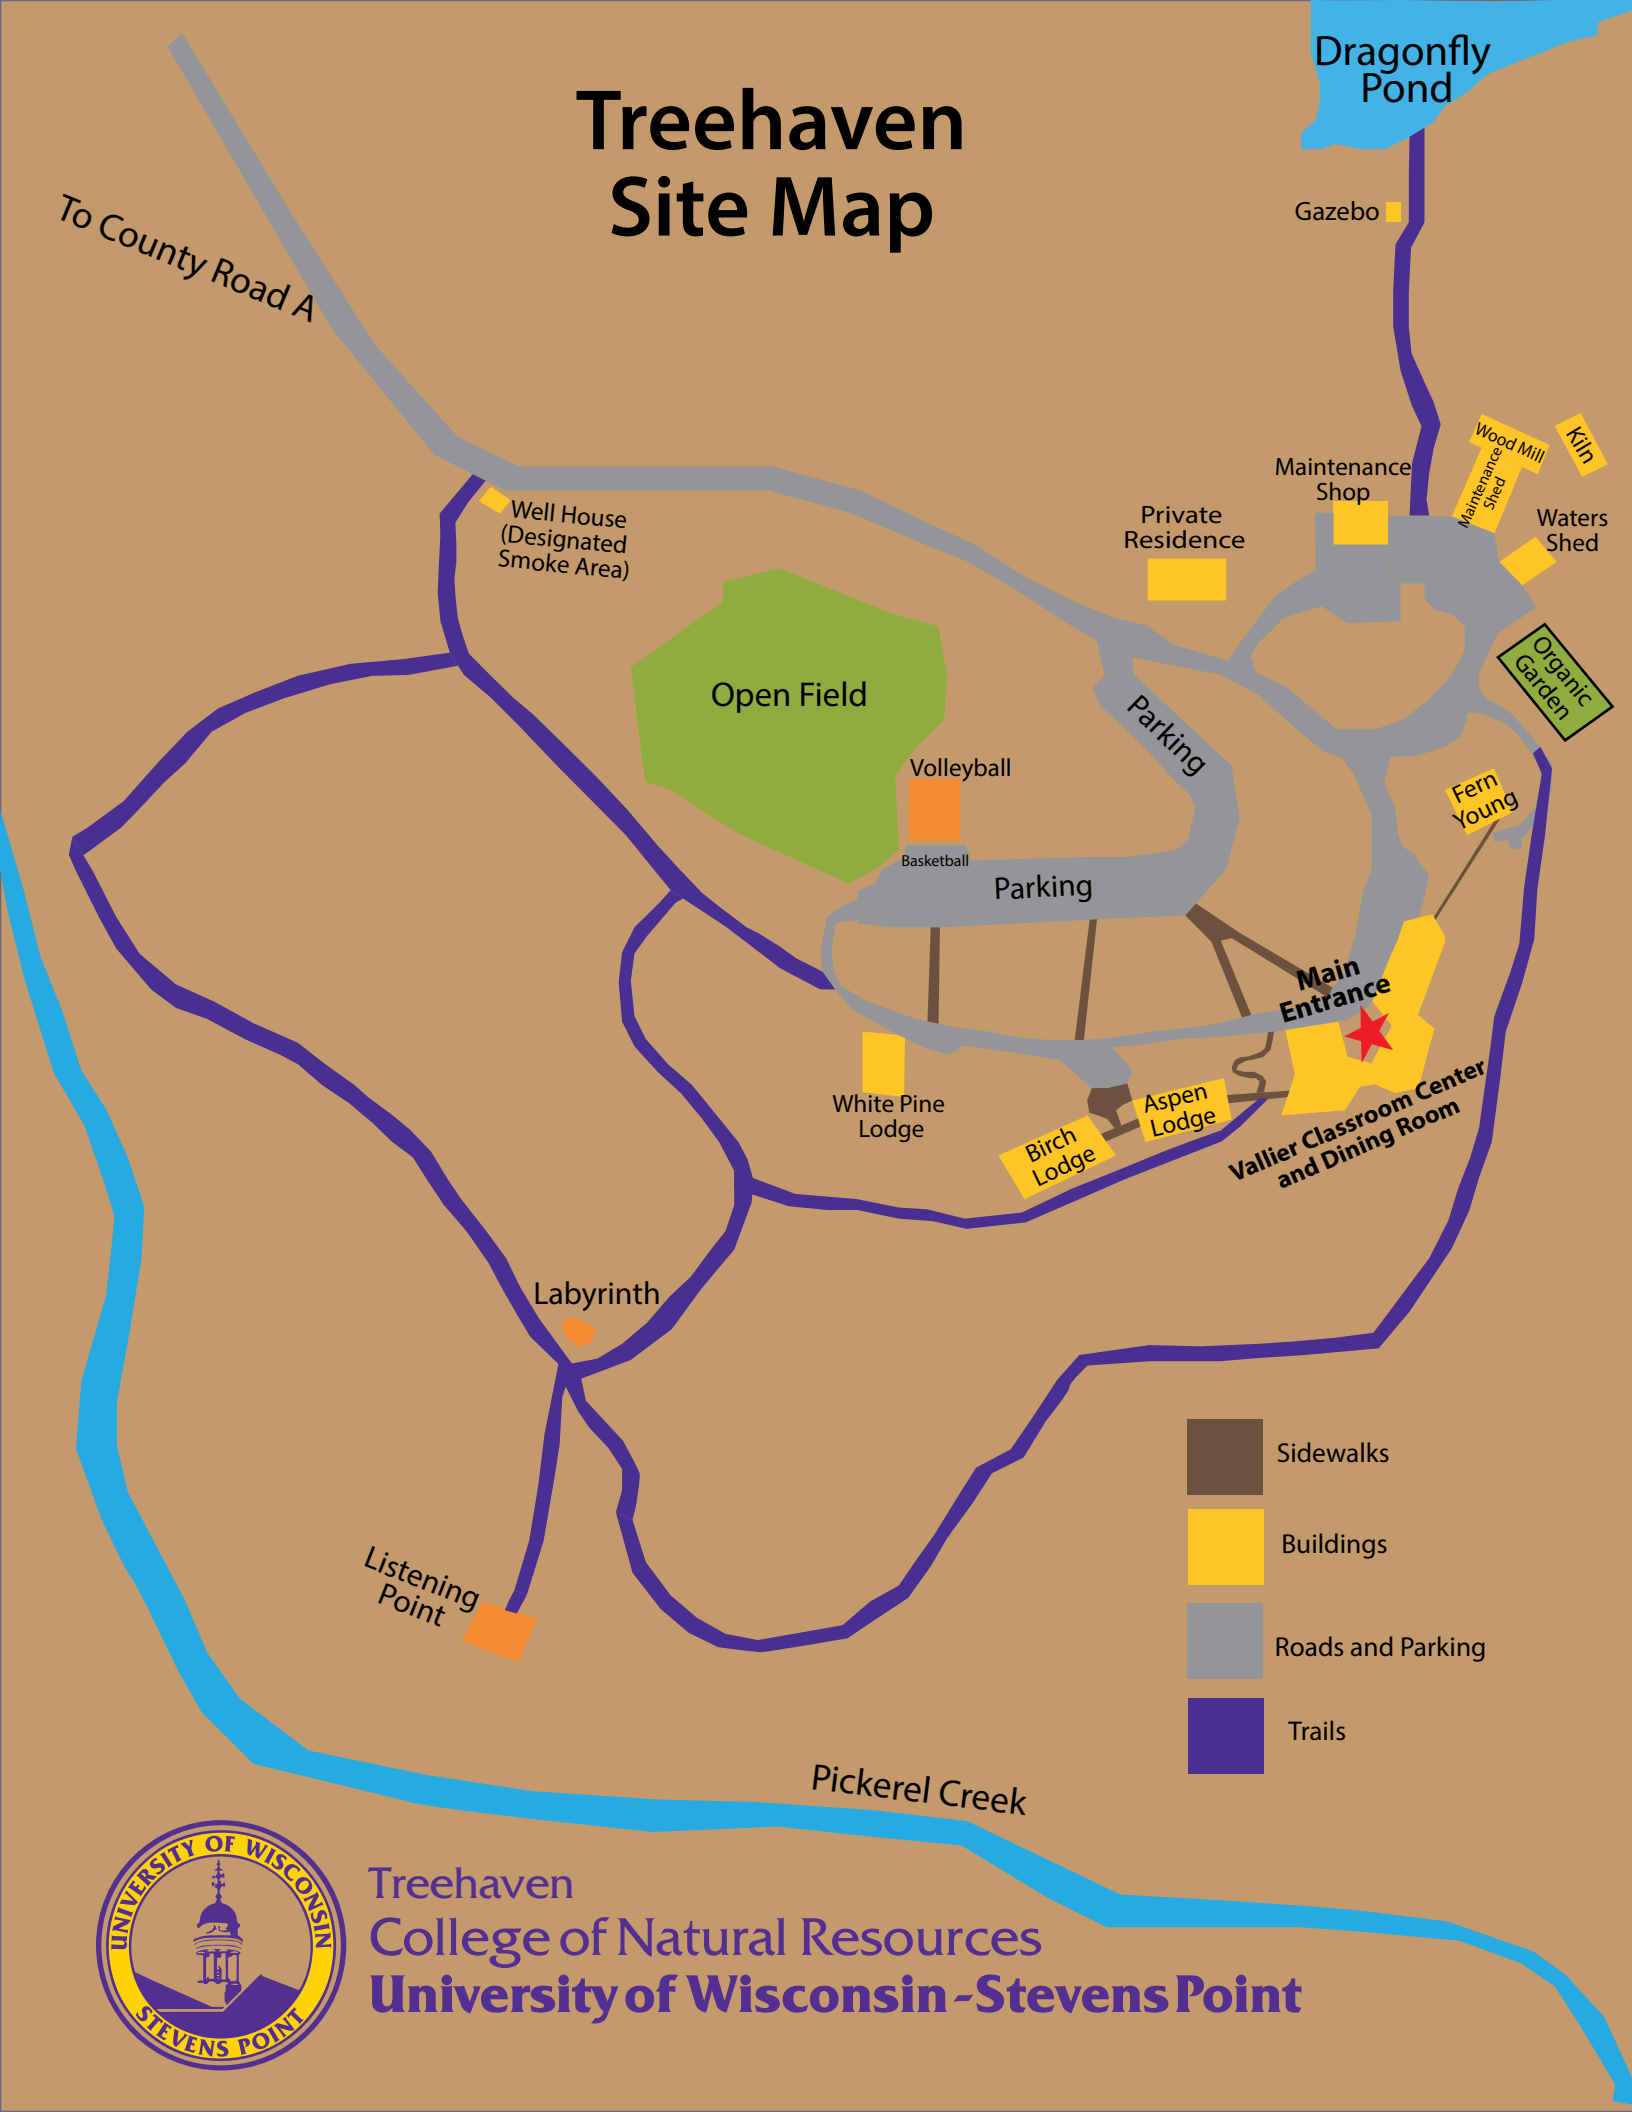 Treehaven
Site Map
Dragonfly
Pond
Gazebo
To County Road A
Wood Mill
Kiln
Maintenance
Shed
Maintenance
Shop
Waters
Shed
Private
Residence
Well House
(Designated
Smoke Area)
Organic
Garden
Open Field
Parking
Volleyball
Fern
Young
Basketball
Parking
Main
Entrance
White Pine
Lodge
Aspen
Lodge
Birch
Lodge
Vallier Classroom Center
and Dining Room
Labyrinth
Sidewalks
Buildings
Listening
Point
Roads and Parking
Trails
Pickerel Creek
UNIVERSITY OF WISCONSIN
STEVENS POINT
Treehaven
College of Natural Resources
University of Wisconsin-Stevens Point